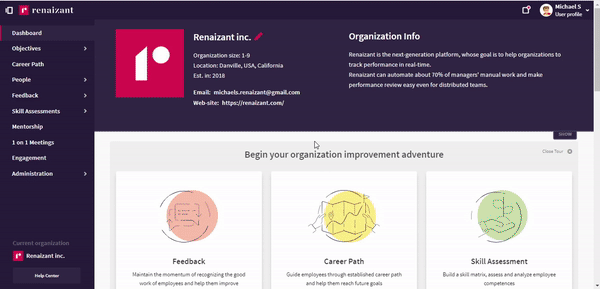 renaizant
Michael S
User profile
Dashboard
Objectives
Career Path
People
Feedback
Skill Assessments
Mentorship
1 on 1 Meetings
Engagement
Administration
Current organization
Renaizant inc.
Help Center
Renaizant inc.
Organization size: 1-9
Location: Danville, USA, California
Est. in: 2018
Email: michaels.renaizant@gmail.com
Web-site: https://renaizant.com/
Organization Info
Renaizant is the next-generation platform, whose goal is to help organizations to
track performance in real-time.
Renaizant can automate about 70% of managers' manual work and make
performance review easy even for distributed teams.
Begin your organization improvement adventure
Close Tour
Feedback
Maintain the momentum of recognizing the good
work of employees and help them improve
Career Path
Guide employees through established career path
and help them reach future goals
Skill Assessment
Build a skill matrix, assess and analyze employee
competences